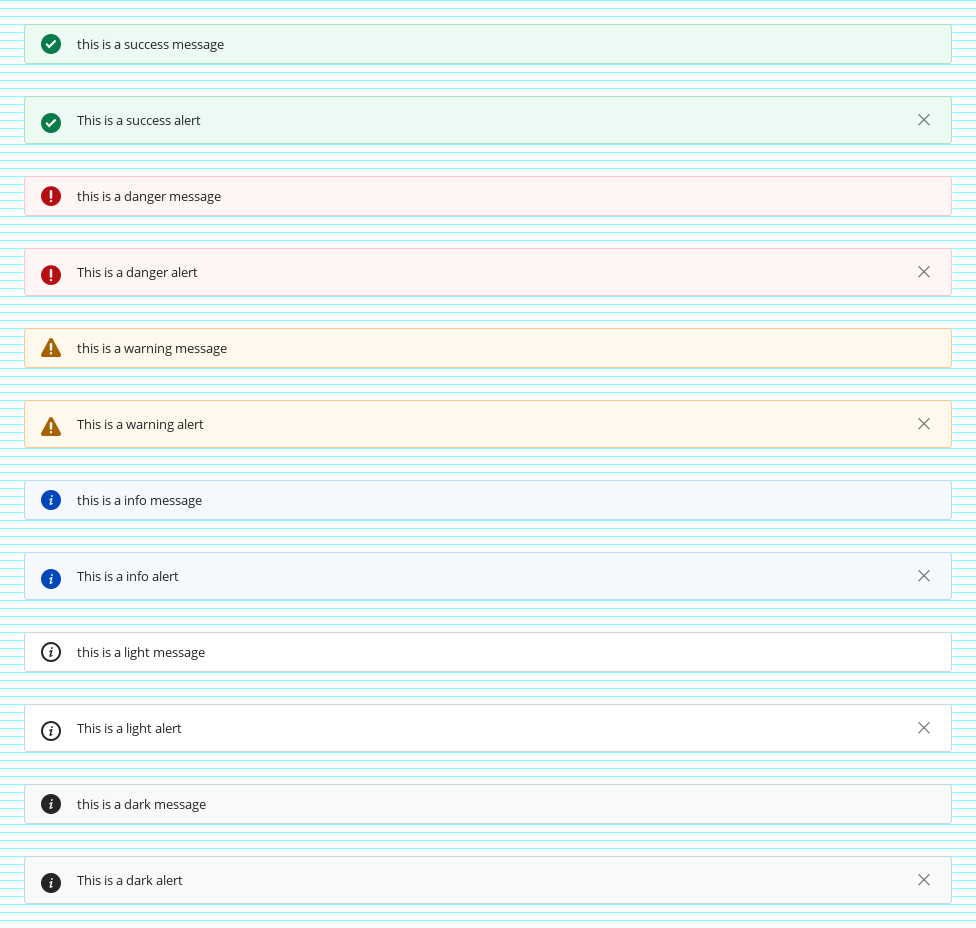 this is a success message
This is a success alert
this is a danger message
This is a danger alert
this is a warning message
This is a warning alert
this is a info message
This is a info alert
this is a light message
This is a light alert
this is a dark message
This is a dark alert